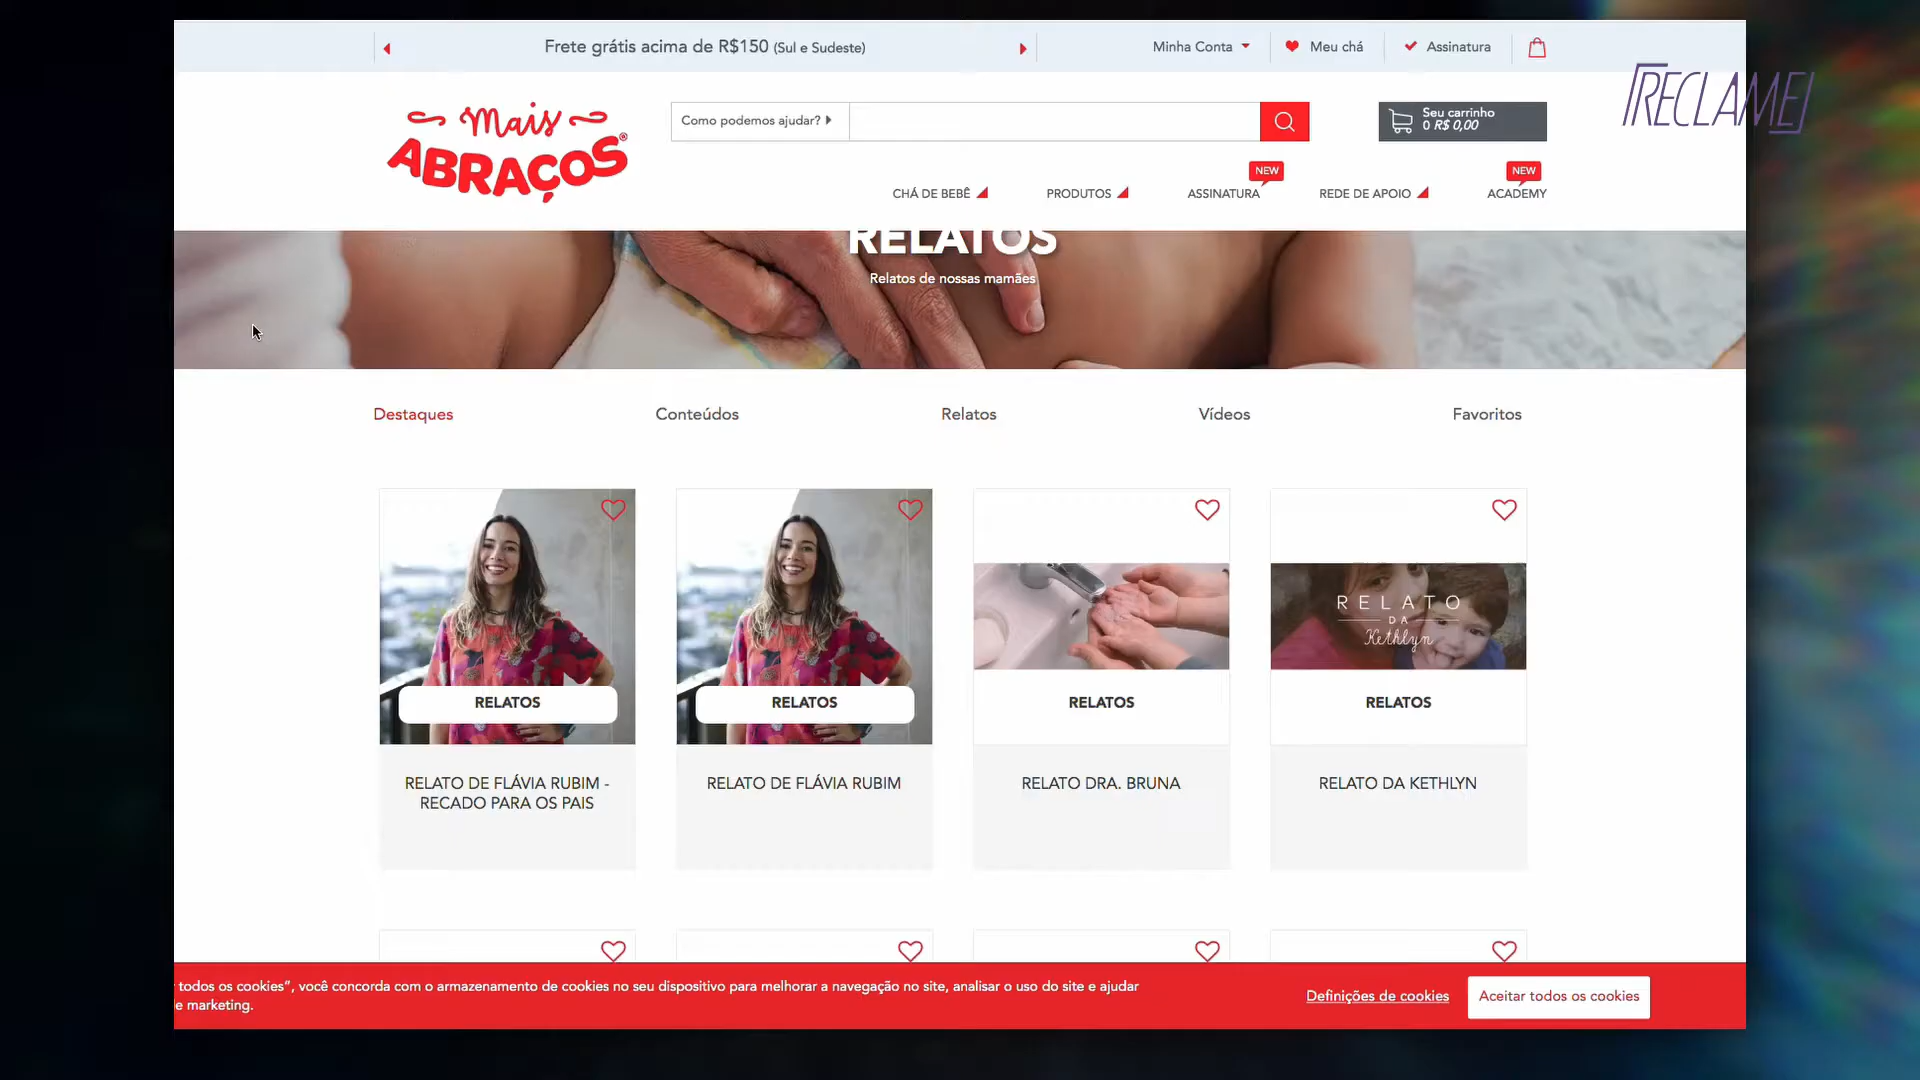 Frete grátis acima de R$150 (Sul e Sudeste)
Minha Conta
Meu chá
Assinatura
RECLAME
Mais
ABRAÇOS®
Como podemos ajudar?
Seu carrinho
0 R$ 0,00
NEW
NEW
CHÁ DE BEBÊ
PRODUTOS
ASSINATURA
REDE DE APOIO
ACADEMY
RELATOS
Relatos de nossas mamães
Destaques
Conteúdos
Relatos
Vídeos
Favoritos
RELATO
DA
Kethlyn
RELATOS
RELATOS
RELATOS
RELATOS
RELATO DE FLÁVIA RUBIM -
RECADO PARA OS PAIS
RELATO DE FLÁVIA RUBIM
RELATO DRA. BRUNA
RELATO DA KETHLYN
todos os cookies”, você concorda com o armazenamento de cookies no seu dispositivo para melhorar a navegação no site, analisar o uso do site e ajudar
e marketing.
Definições de cookies
Aceitar todos os cookies